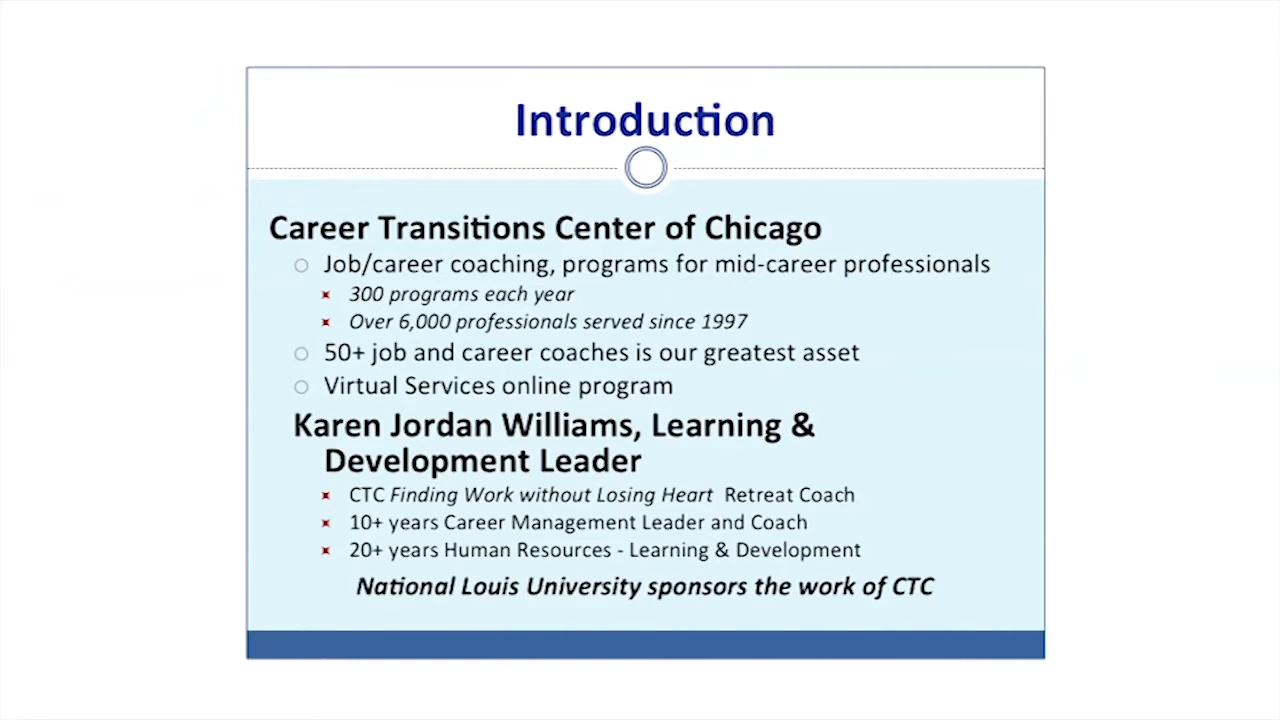 Introduction
Career Transitions Center of Chicago
Job/career coaching, programs for mid-career professionals
300 programs each year
Over 6,000 professionals served since 1997
50+ job and career coaches is our greatest asset
Virtual Services online program
Karen Jordan Williams, Learning &
Development Leader
CTC Finding Work without Losing Heart Retreat Coach
10+ years Career Management Leader and Coach
20+ years Human Resources - Learning & Development
National Louis University sponsors the work of CTC